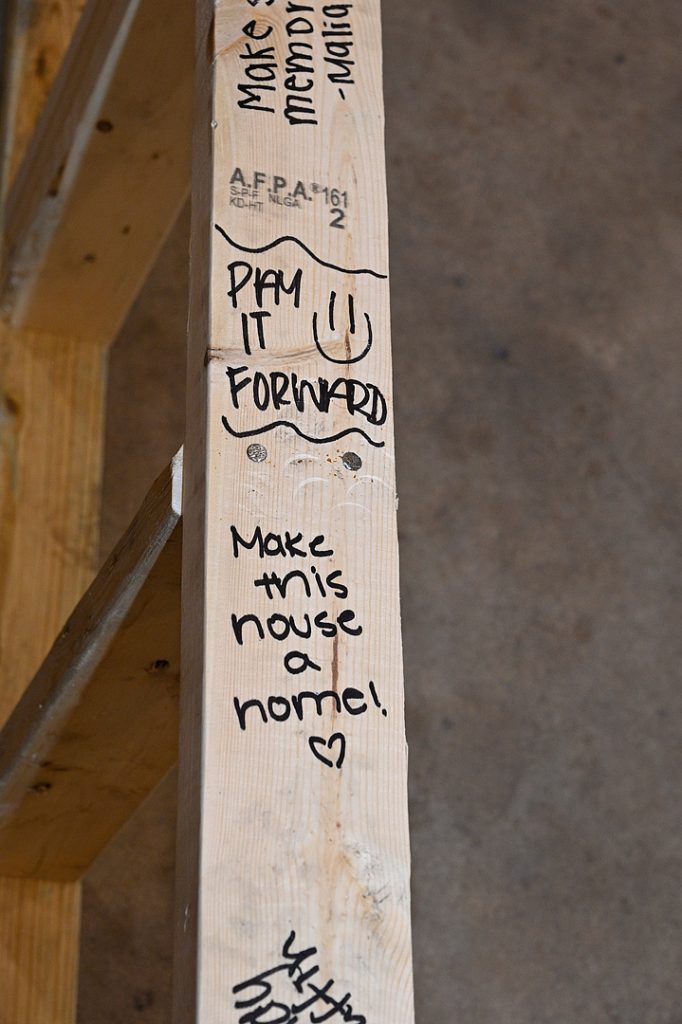 Make
memor
-Malia
A.F.P.A.® 161
S-P-F NLGA 2
KD-HT
PAY
IT
FORWARD
Make
this
house
a
home!